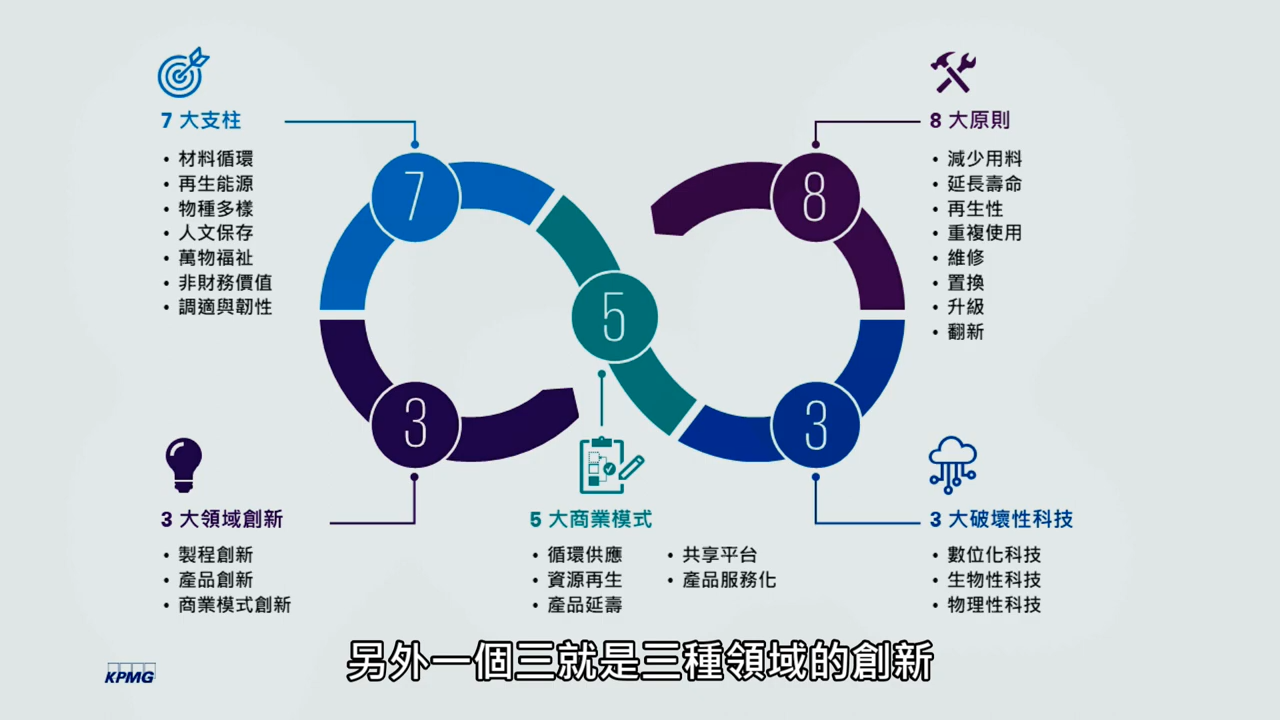 7 大支柱
• 材料循環
• 再生能源
• 物種多樣
• 人文保存
• 萬物福祉
• 非財務價值
• 調適與韌性
8 大原則
• 減少用料
• 延長壽命
• 再生性
• 重複使用
• 維修
• 置換
• 升級
• 翻新
7
8
5
3
3
3 大領域創新
• 製程創新
• 產品創新
• 商業模式創新
5 大商業模式
• 循環供應
• 資源再生
• 產品延壽
• 共享平台
• 產品服務化
3 大破壞性科技
• 數位化科技
• 生物性科技
• 物理性科技
另外一個三就是三種領域的創新
KPMG